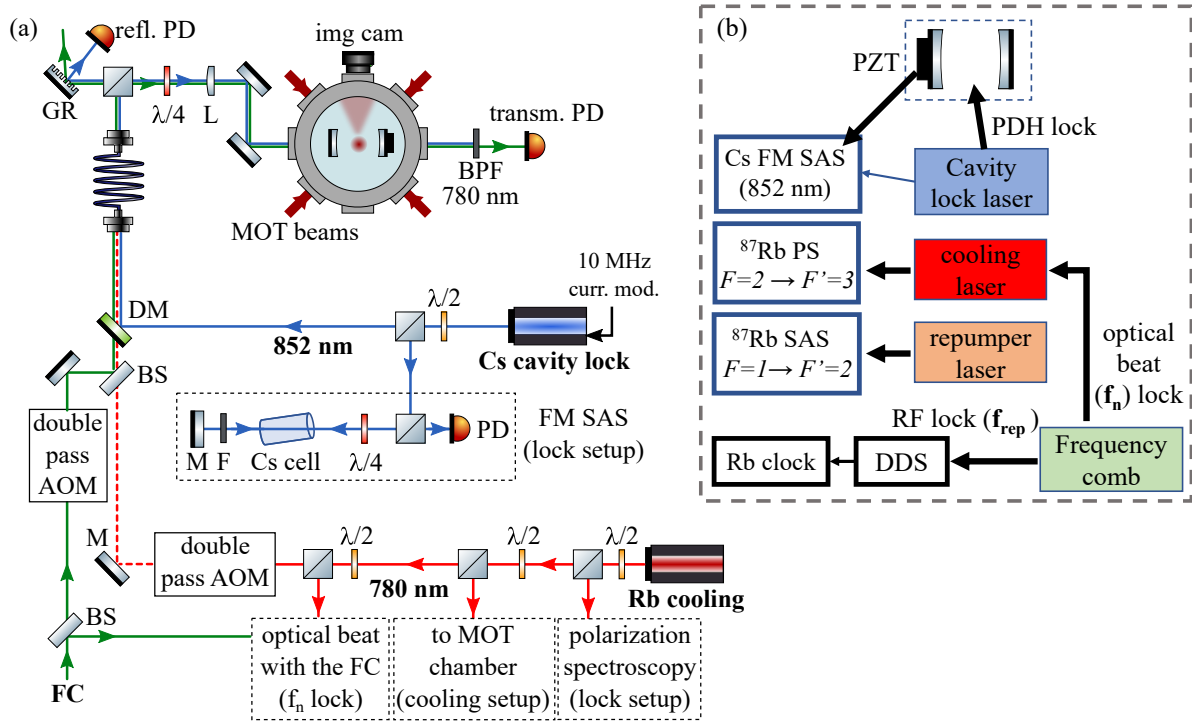 (a)
refl. PD
img cam
GR
λ/4
L
transm. PD
BPF
780 nm
MOT beams
10 MHz
curr. mod.
λ/2
DM
852 nm
Cs cavity lock
BS
double
pass
AOM
FM SAS
(lock setup)
PD
M
F
Cs cell
λ/4
M
double
pass AOM
λ/2
λ/2
λ/2
780 nm
Rb cooling
BS
FC
optical beat
with the FC
(fn lock)
to MOT
chamber
(cooling setup)
polarization
spectroscopy
(lock setup)
(b)
PZT
PDH lock
Cs FM SAS
(852 nm)
Cavity
lock laser
87Rb PS
F=2 → F'=3
cooling
laser
87Rb SAS
F=1 → F'=2
repumper
laser
optical
beat
(fn) lock
RF lock (frep)
Rb clock
DDS
Frequency
comb